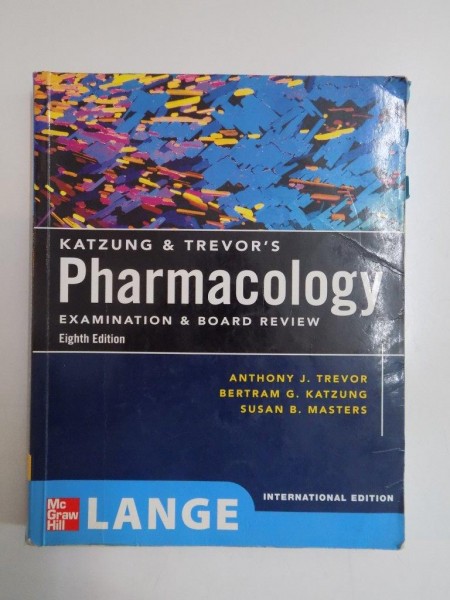 KATZUNG & TREVOR'S
Pharmacology
EXAMINATION & BOARD REVIEW
Eighth Edition
ANTHONY J. TREVOR
BERTRAM G. KATZUNG
SUSAN B. MASTERS
INTERNATIONAL EDITION
Mc
Graw
Hill
LANGE